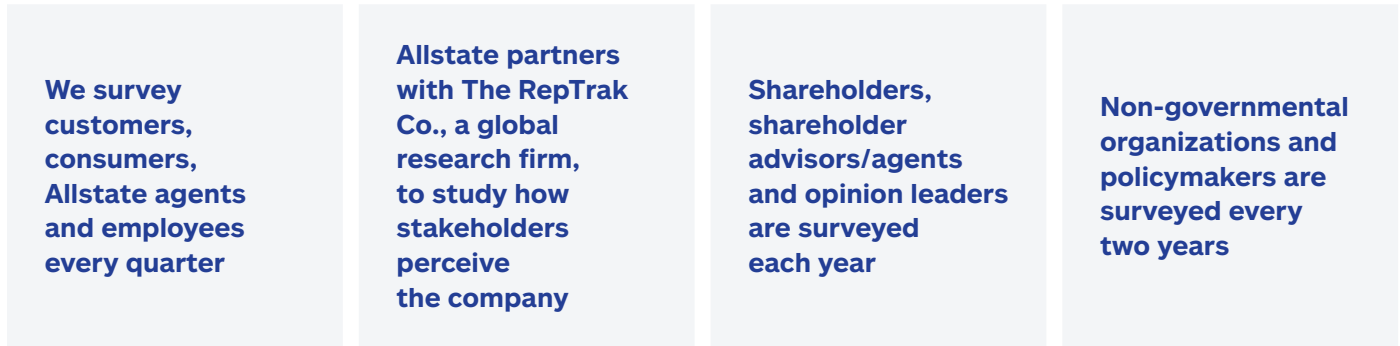 We survey
customers,
consumers,
Allstate agents
and employees
every quarter
Allstate partners
with The RepTrak
Co., a global
research firm,
to study how
stakeholders
perceive
the company
Shareholders,
shareholder
advisors/agents
and opinion leaders
are surveyed
each year
Non-governmental
organizations and
policymakers are
surveyed every
two years